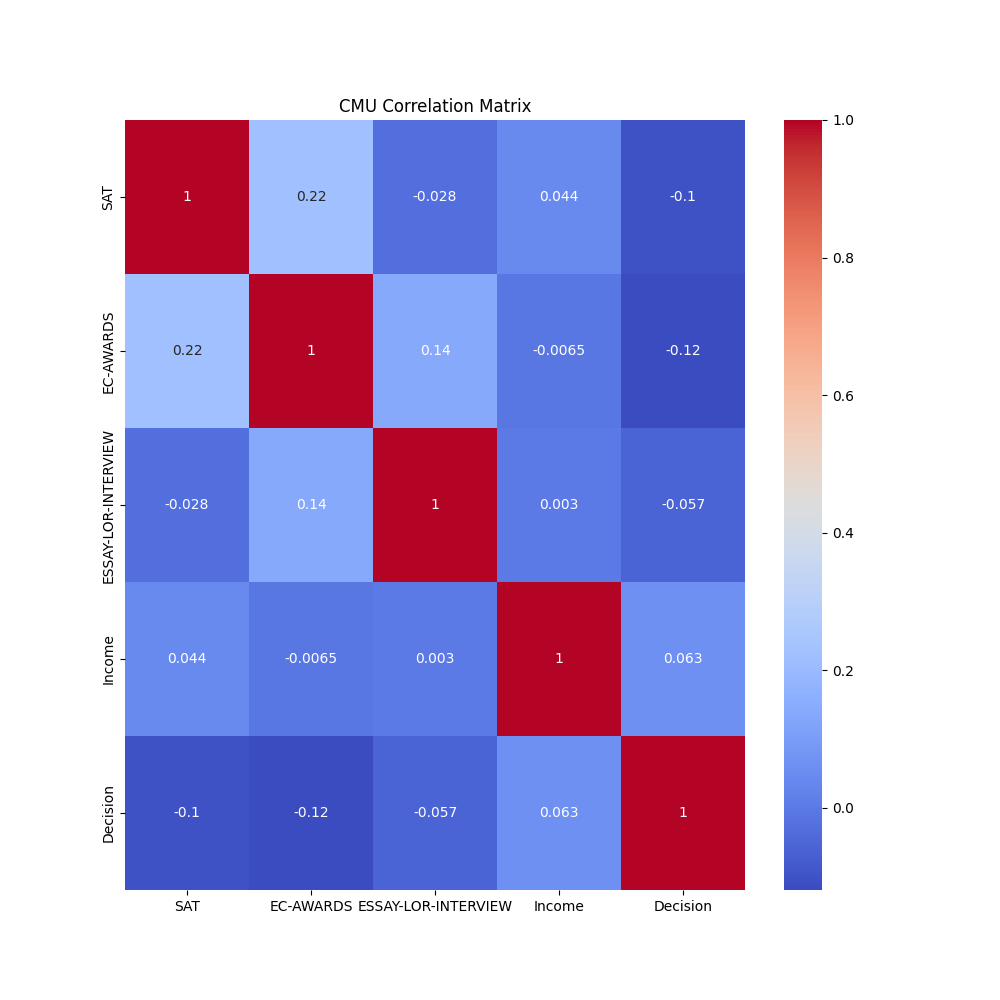 CMU Correlation Matrix
SAT 1 0.22 -0.028 0.044 -0.1
EC-AWARDS 0.22 1 0.14 -0.0065 -0.12
ESSAY-LOR-INTERVIEW -0.028 0.14 1 0.003 -0.057
Income 0.044 -0.0065 0.003 1 0.063
Decision -0.1 -0.12 -0.057 0.063 1
SAT EC-AWARDS ESSAY-LOR-INTERVIEW Income Decision
1.0
0.8
0.6
0.4
0.2
0.0